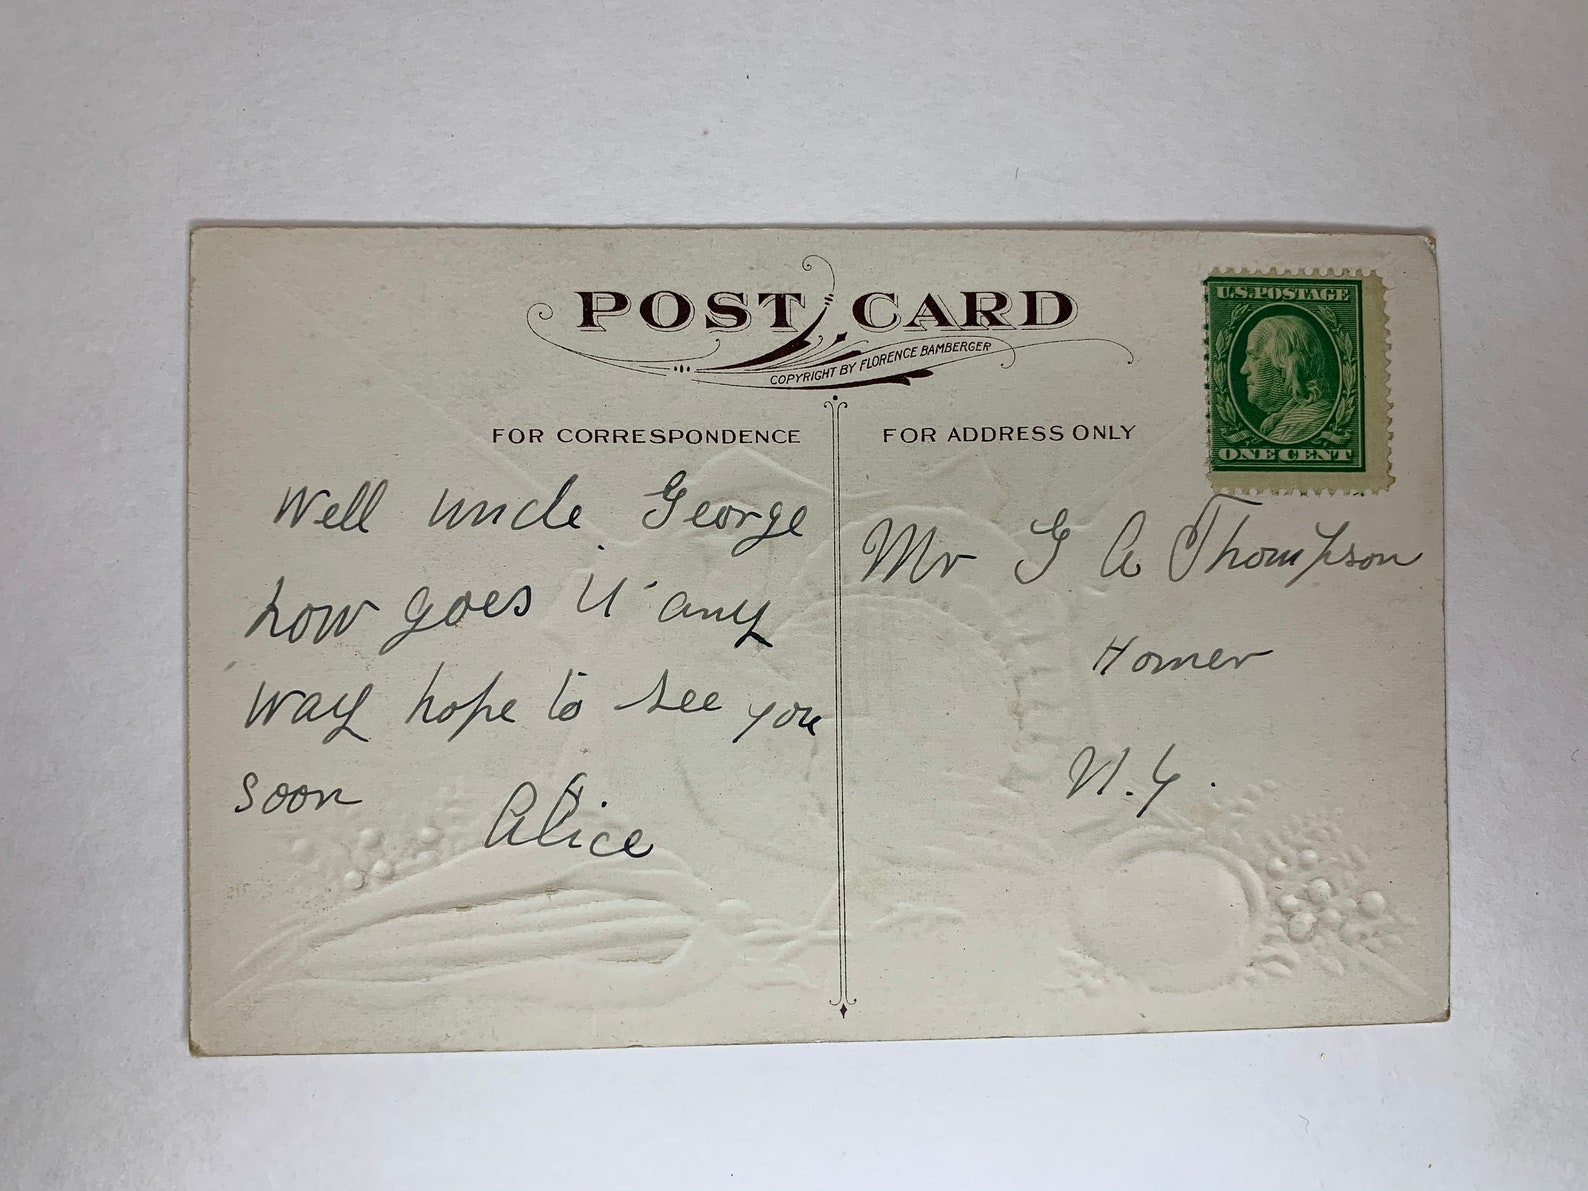 POST CARD
COPYRIGHT BY FLORENCE BAMBERGER
FOR CORRESPONDENCE
Well uncle George
how goes it any
way hope to see you
soon Alice
FOR ADDRESS ONLY
U.S. POSTAGE
ONE CENT
Mr G A Thompson
Homer
N.Y.